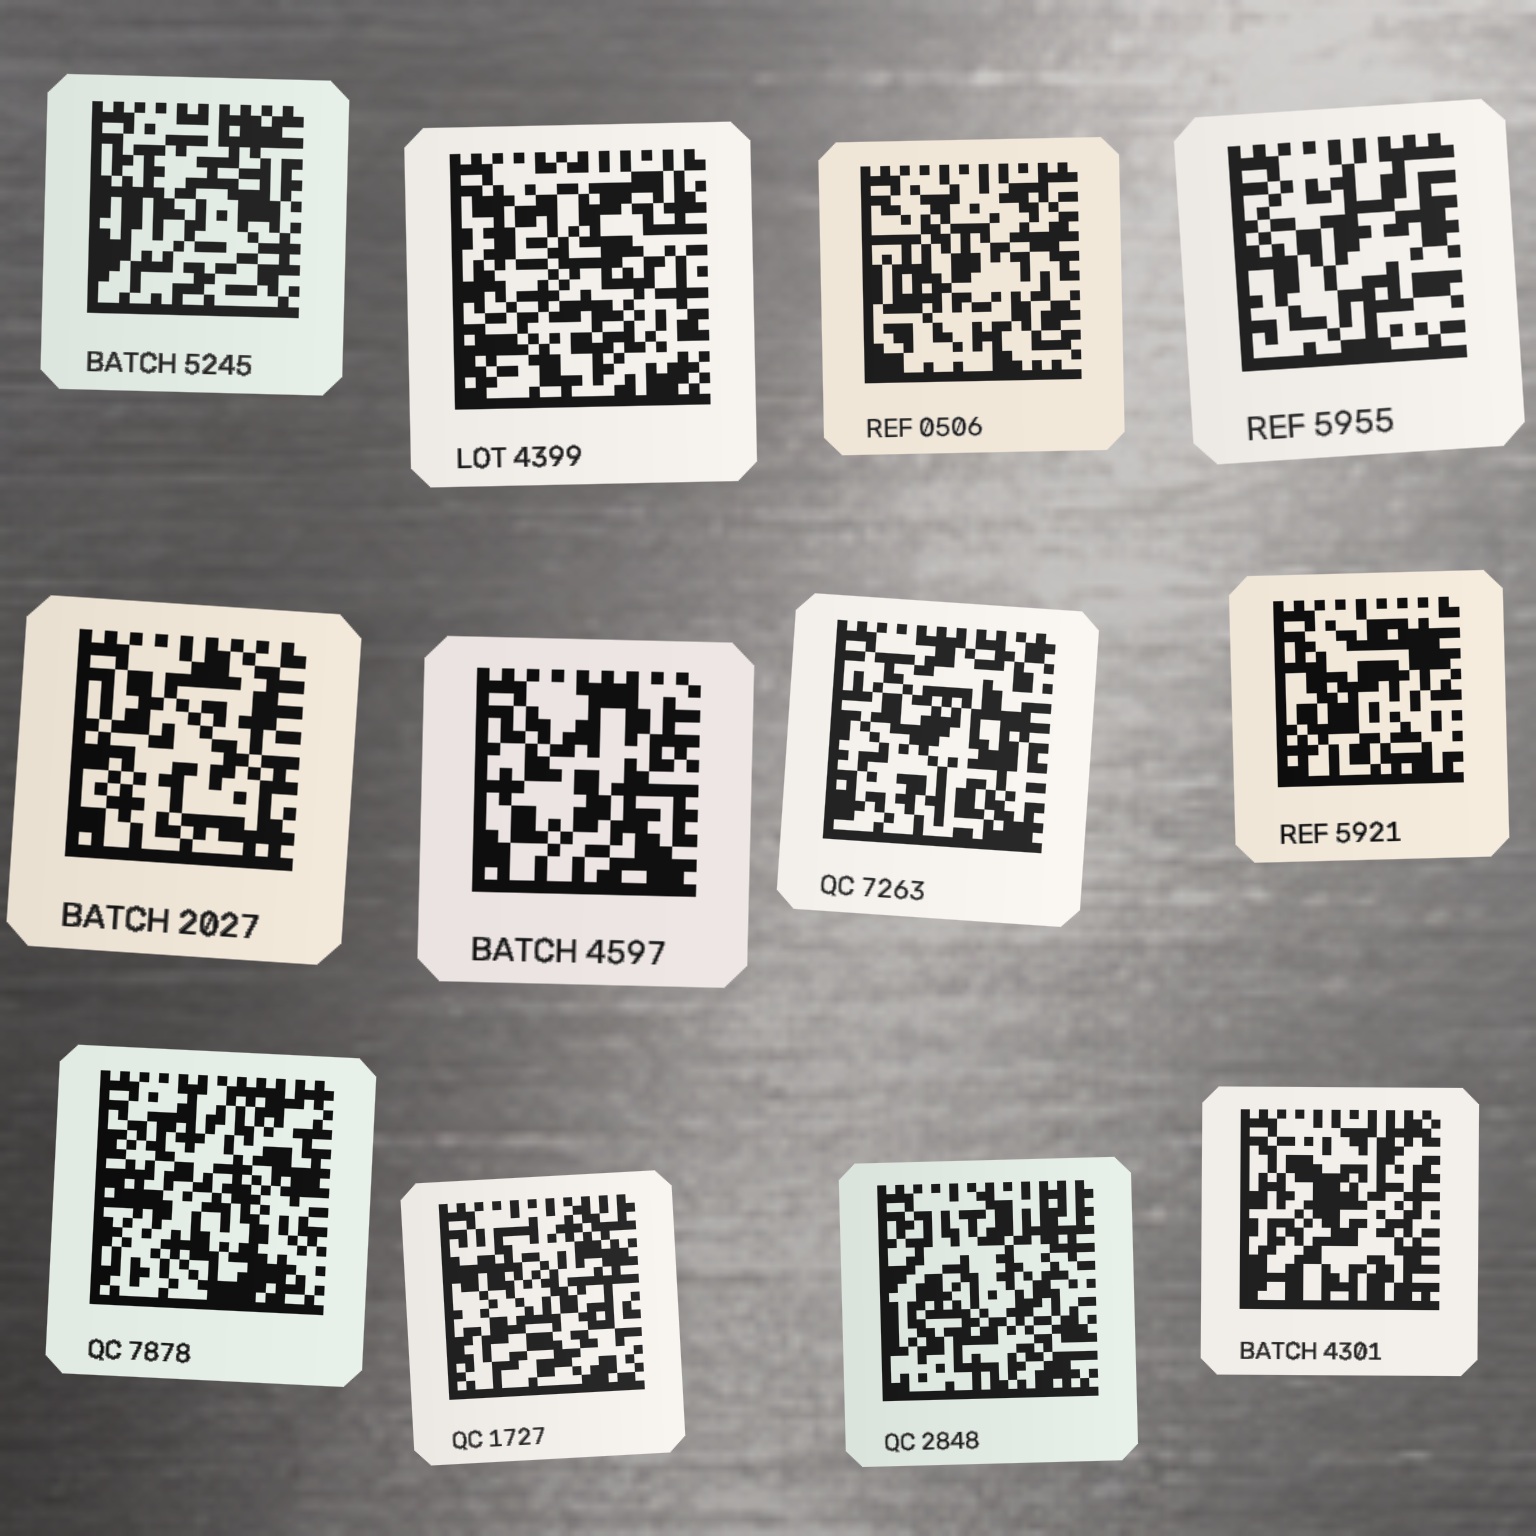 BATCH 5245
LOT 4399
REF 0506
REF 5955
BATCH 2027
BATCH 4597
QC 7263
REF 5921
QC 7878
QC 1727
QC 2848
BATCH 4301